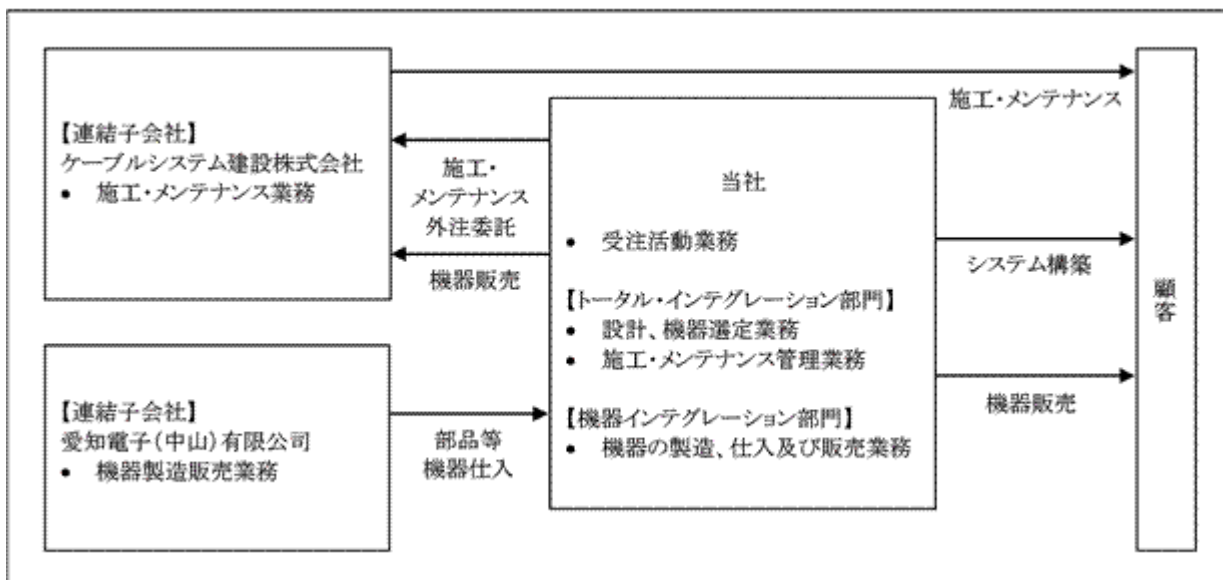 【連結子会社】
ケーブルシステム建設株式会社
• 施工・メンテナンス業務
施工・
メンテナンス
外注委託
機器販売
【連結子会社】
愛知電子(中山)有限公司
• 機器製造販売業務
部品等
機器仕入
当社
• 受注活動業務
【トータル・インテグレーション部門】
• 設計、機器選定業務
• 施工・メンテナンス管理業務
【機器インテグレーション部門】
• 機器の製造、仕入及び販売業務
施工・メンテナンス
システム構築
機器販売
顧客